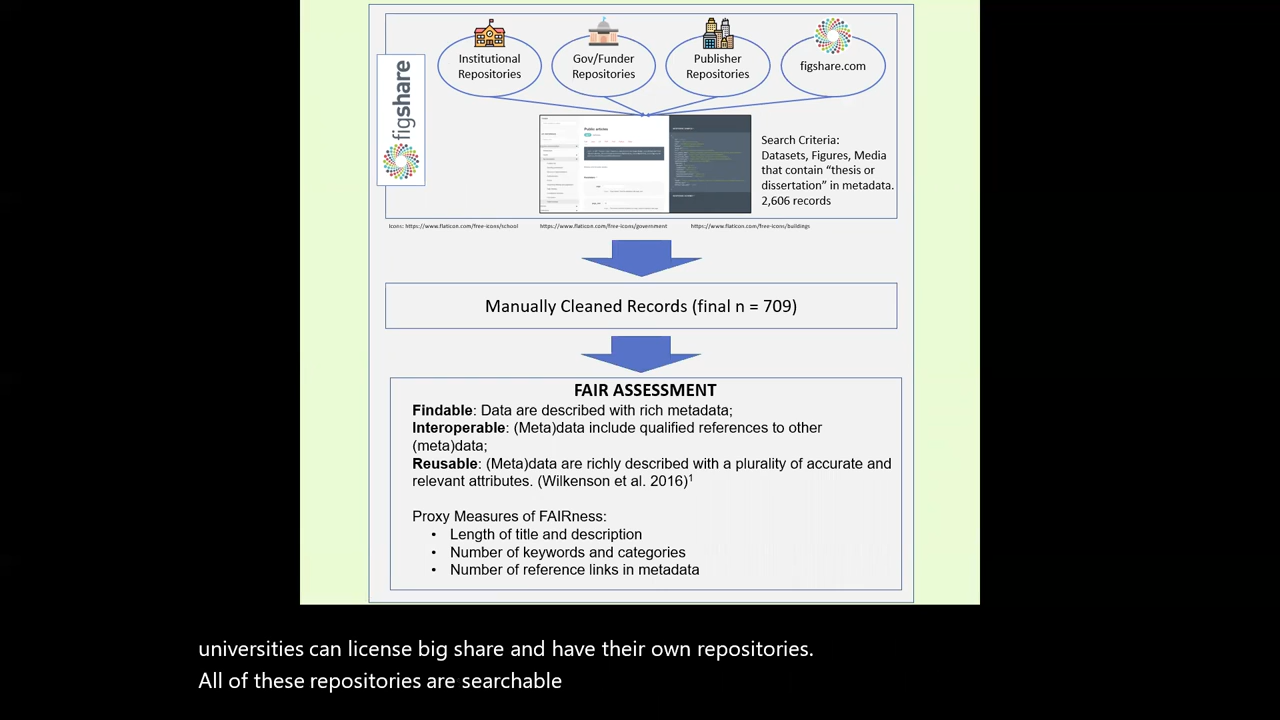 Institutional
Repositories
Gov/Funder
Repositories
Publisher
Repositories
figshare.com
figshare
Public articles
Search Criteria:
Datasets, Figures, Media
that contain “thesis or
dissertation” in metadata.
2,606 records
Icons: https://www.flaticon.com/free-icons/school
https://www.flaticon.com/free-icons/government
https://www.flaticon.com/free-icons/buildings
Manually Cleaned Records (final n = 709)
FAIR ASSESSMENT
Findable: Data are described with rich metadata;
Interoperable: (Meta)data include qualified references to other
(meta)data;
Reusable: (Meta)data are richly described with a plurality of accurate and
relevant attributes. (Wilkenson et al. 2016)¹
Proxy Measures of FAIRness:
• Length of title and description
• Number of keywords and categories
• Number of reference links in metadata
universities can license big share and have their own repositories.
All of these repositories are searchable